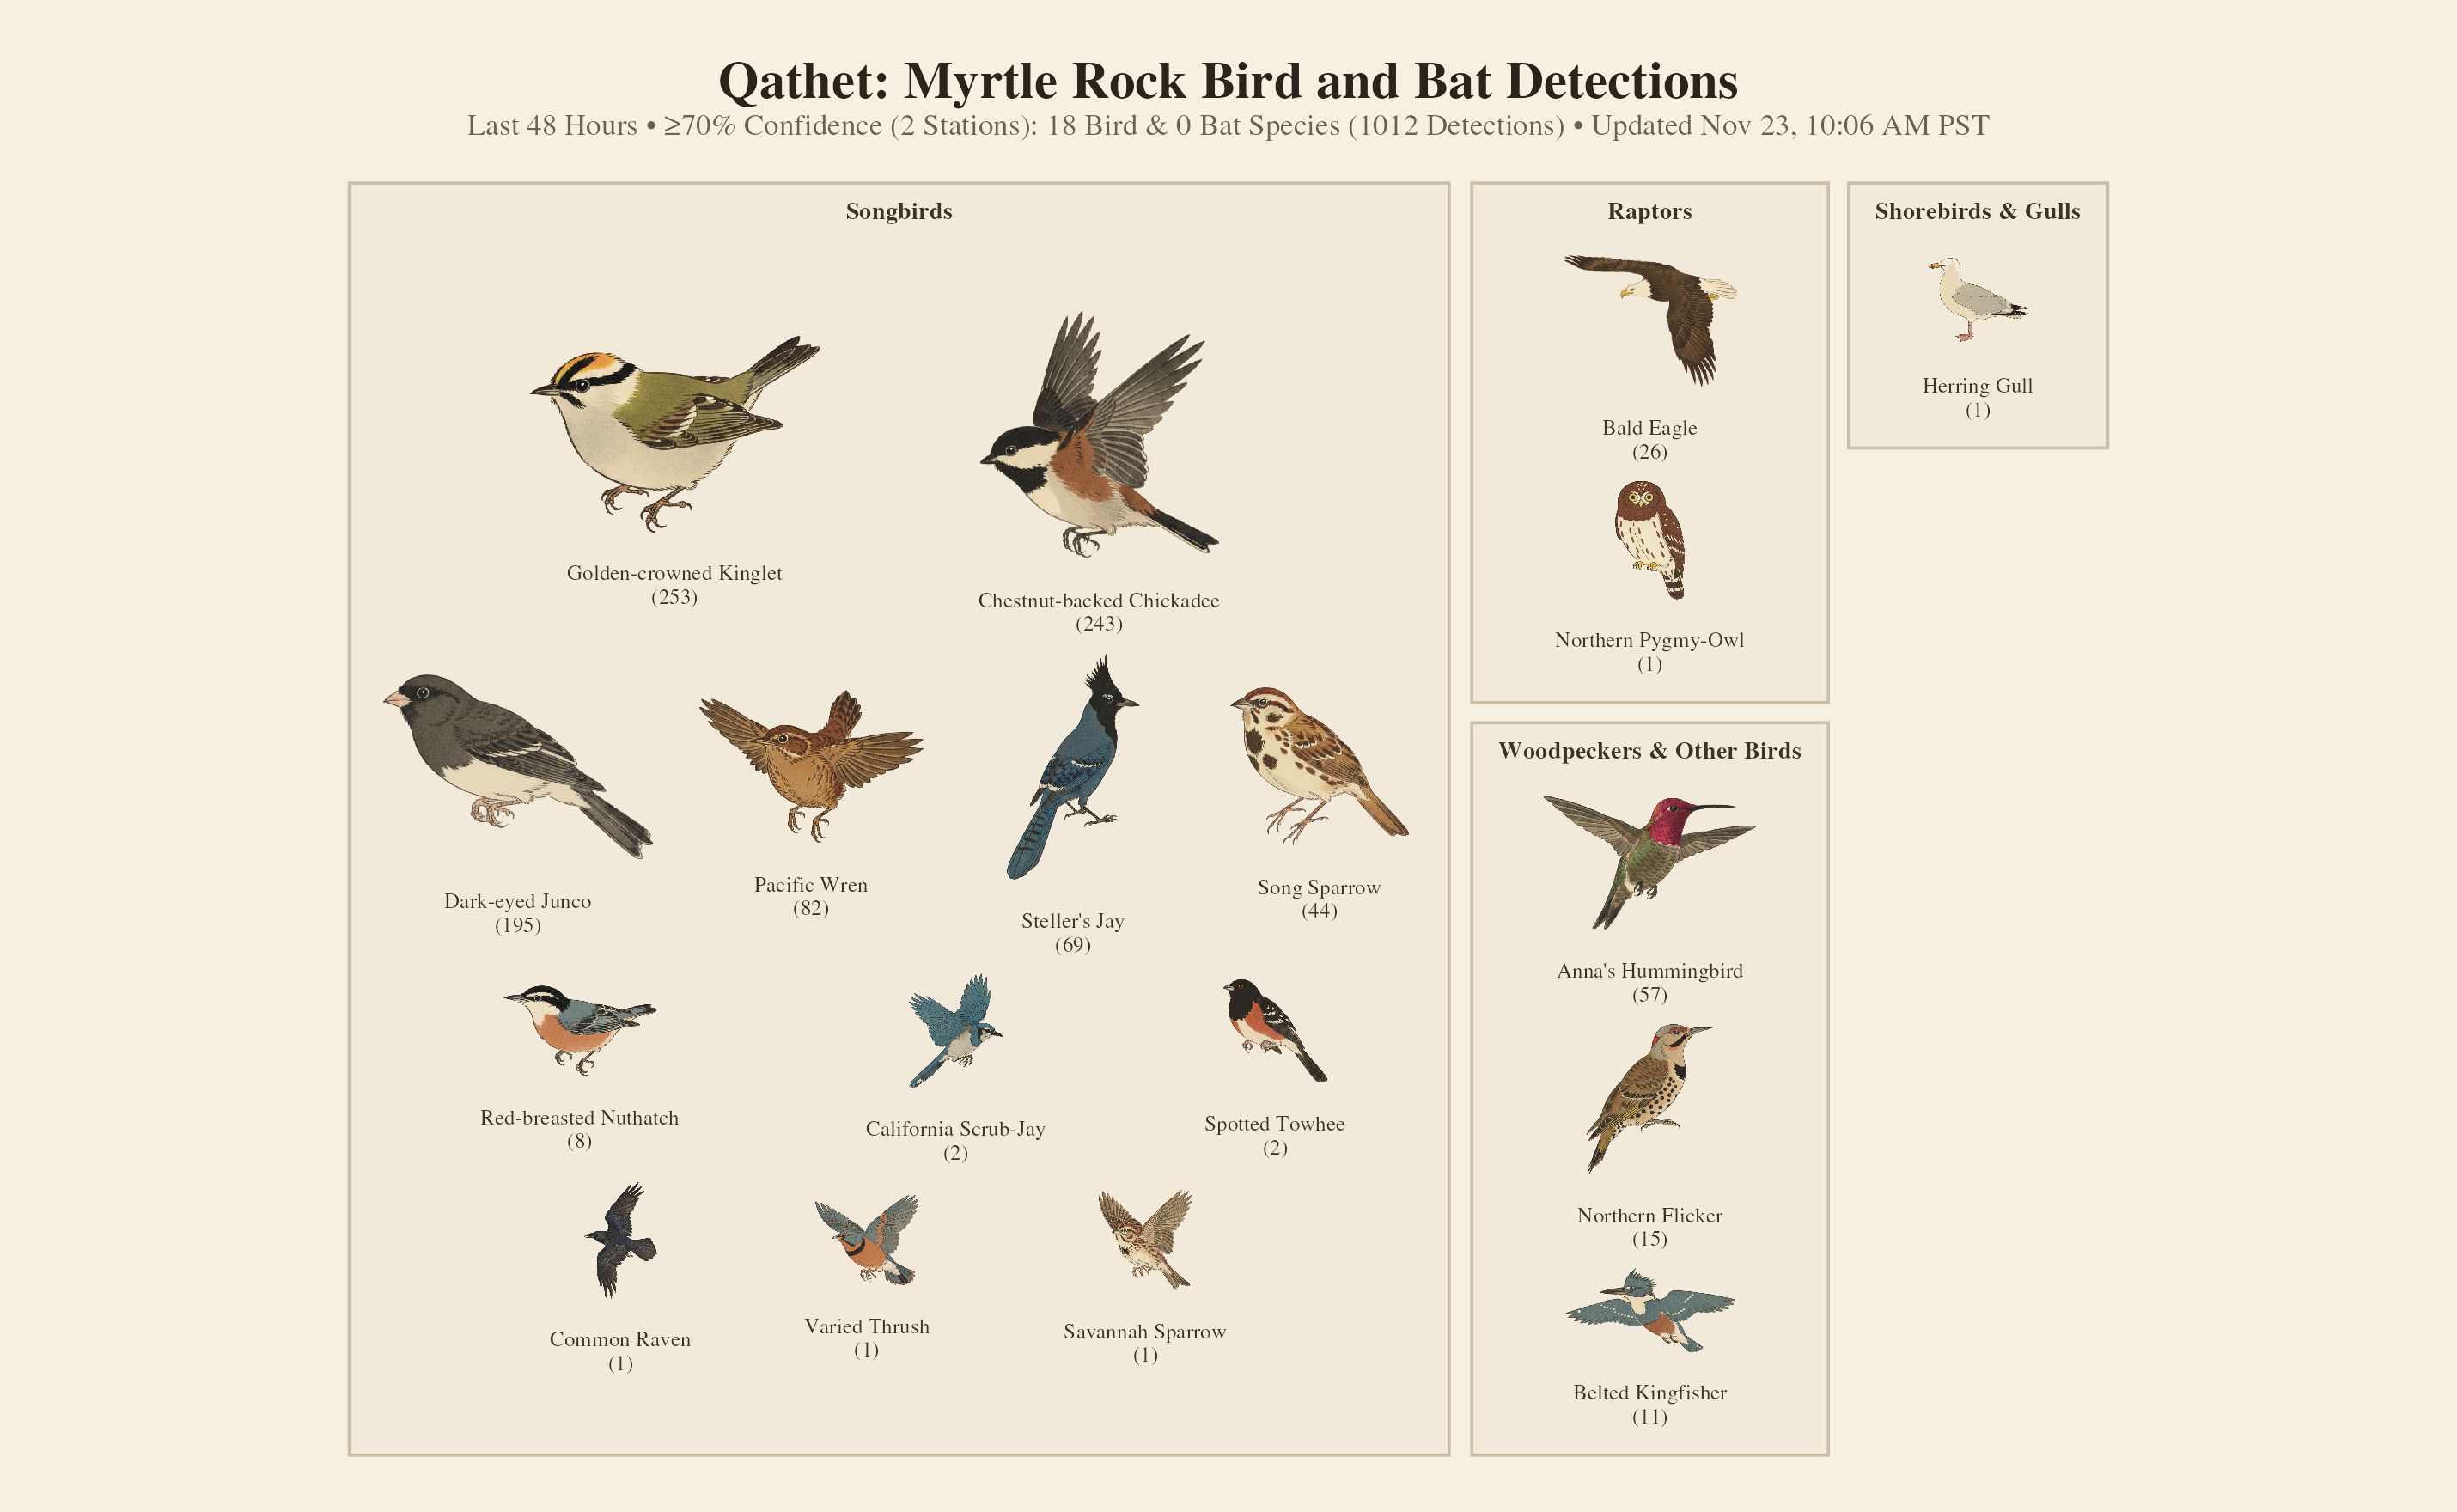 Qathet: Myrtle Rock Bird and Bat Detections
Last 48 Hours • ≥70% Confidence (2 Stations): 18 Bird & 0 Bat Species (1012 Detections) • Updated Nov 23, 10:06 AM PST
Songbirds
Golden-crowned Kinglet
(253)
Chestnut-backed Chickadee
(243)
Dark-eyed Junco
(195)
Pacific Wren
(82)
Steller's Jay
(69)
Song Sparrow
(44)
Red-breasted Nuthatch
(8)
California Scrub-Jay
(2)
Spotted Towhee
(2)
Common Raven
(1)
Varied Thrush
(1)
Savannah Sparrow
(1)
Raptors
Bald Eagle
(26)
Northern Pygmy-Owl
(1)
Woodpeckers & Other Birds
Anna's Hummingbird
(57)
Northern Flicker
(15)
Belted Kingfisher
(11)
Shorebirds & Gulls
Herring Gull
(1)